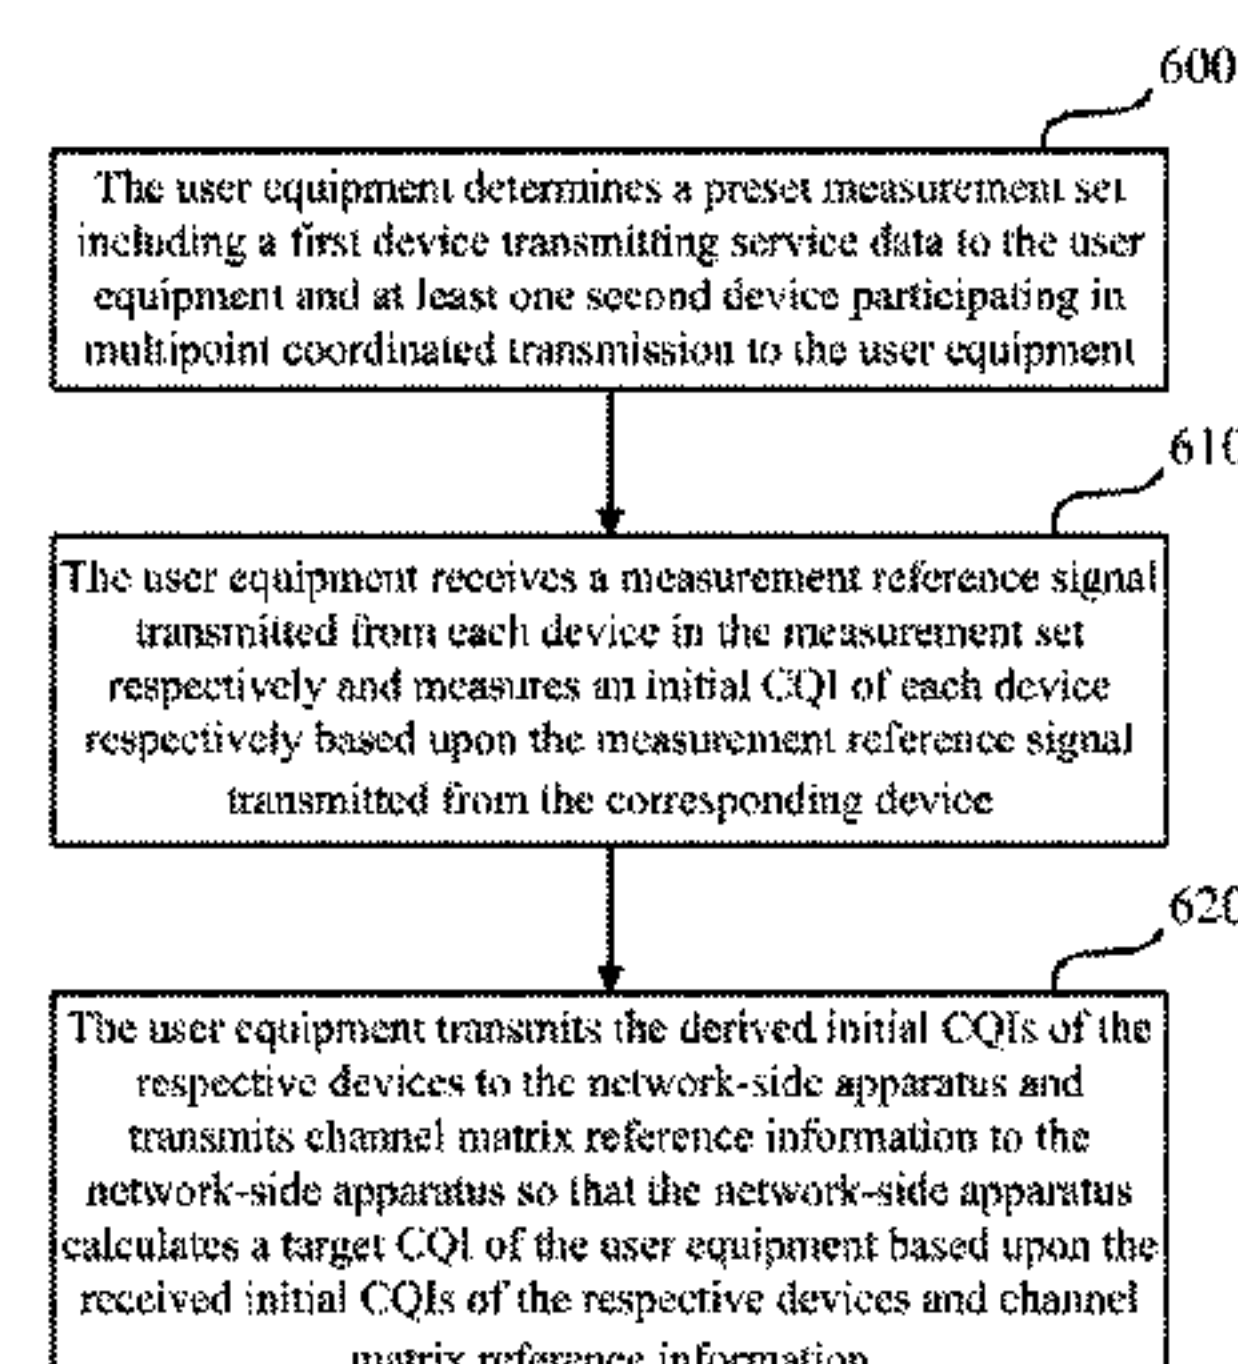 600
The user equipment determines a preset measurement set
including a first device transmitting service data to the user
equipment and at least one second device participating in
multipoint coordinated transmission to the user equipment
610
The user equipment receives a measurement reference signal
transmitted from each device in the measurement set
respectively and measures an initial CQI of each device
respectively based upon the measurement reference signal
transmitted from the corresponding device
620
The user equipment transmits the derived initial CQIs of the
respective devices to the network-side apparatus and
transmits channel matrix reference information to the
network-side apparatus so that the network-side apparatus
calculates a target CQI of the user equipment based upon the
received initial CQIs of the respective devices and channel
matrix reference information